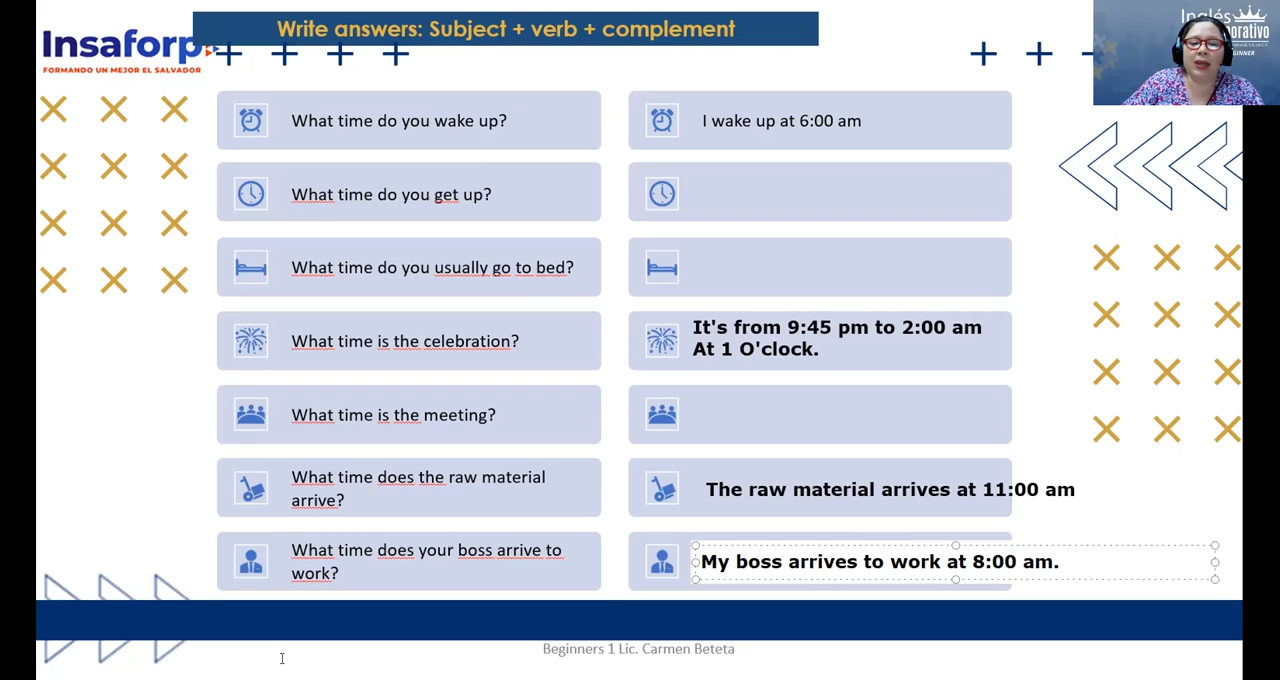 Write answers: Subject + verb + complement
Insaforp
FORMANDO UN MEJOR EL SALVADOR
Inglés
orativo
GINNER
What time do you wake up?
I wake up at 6:00 am
What time do you get up?
What time do you usually go to bed?
What time is the celebration?
It's from 9:45 pm to 2:00 am
At 1 O'clock.
What time is the meeting?
What time does the raw material
arrive?
The raw material arrives at 11:00 am
What time does your boss arrive to
work?
My boss arrives to work at 8:00 am.
Beginners 1 Lic. Carmen Beteta